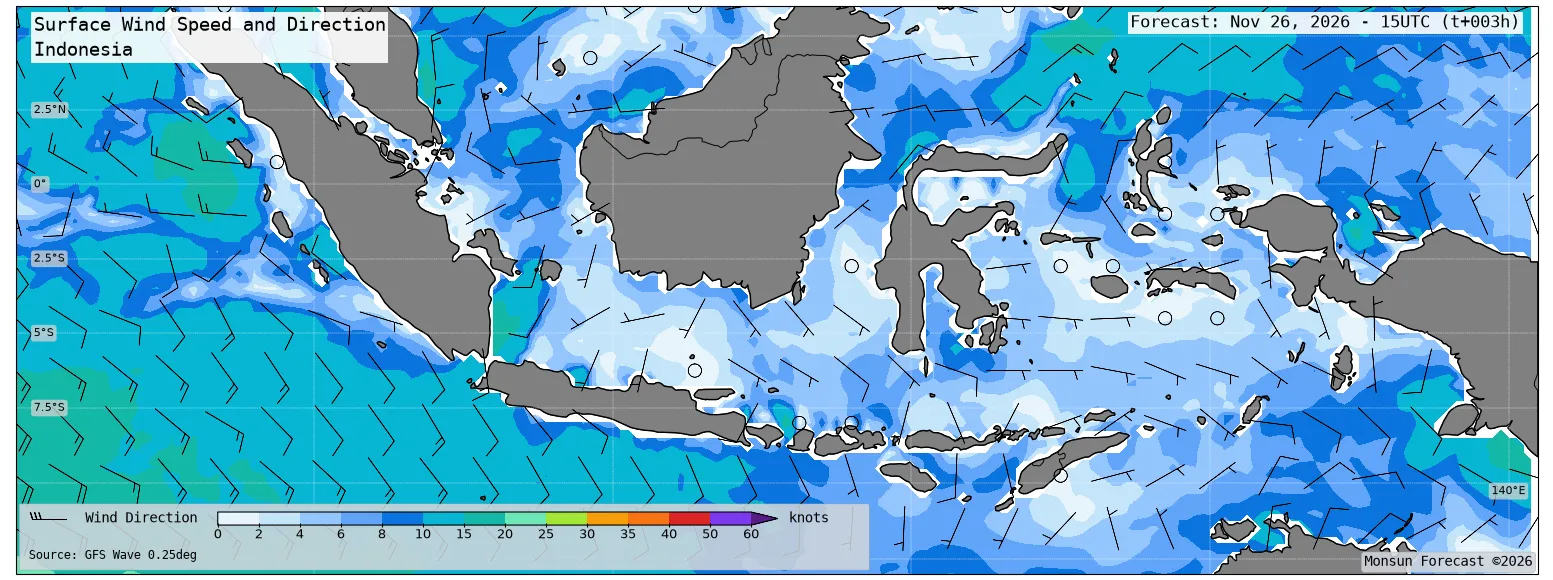 Surface Wind Speed and Direction
Indonesia
Forecast: Nov 26, 2026 - 15UTC (t+003h)
2.5°N
0°
2.5°S
5°S
7.5°S
140°E
Wind Direction
0 2 4 6 8 10 15 20 25 30 35 40 50 60
knots
Source: GFS Wave 0.25deg
Monsun Forecast ©2026